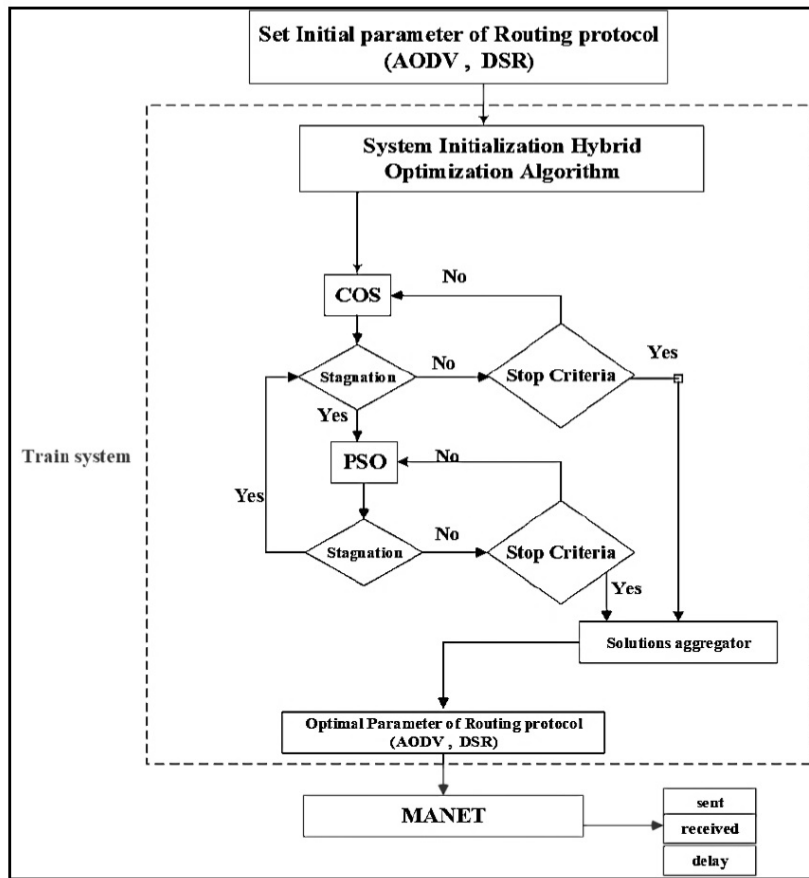 Set Initial parameter of Routing protocol
(AODV , DSR)
System Initialization Hybrid
Optimization Algorithm
No
COS
Yes
Stagnation
No
Stop Criteria
Yes
PSO
No
Train system
Yes
No
Stagnation
Stop Criteria
Yes
Solutions aggregator
Optimal Parameter of Routing protocol
(AODV , DSR)
MANET
sent
received
delay